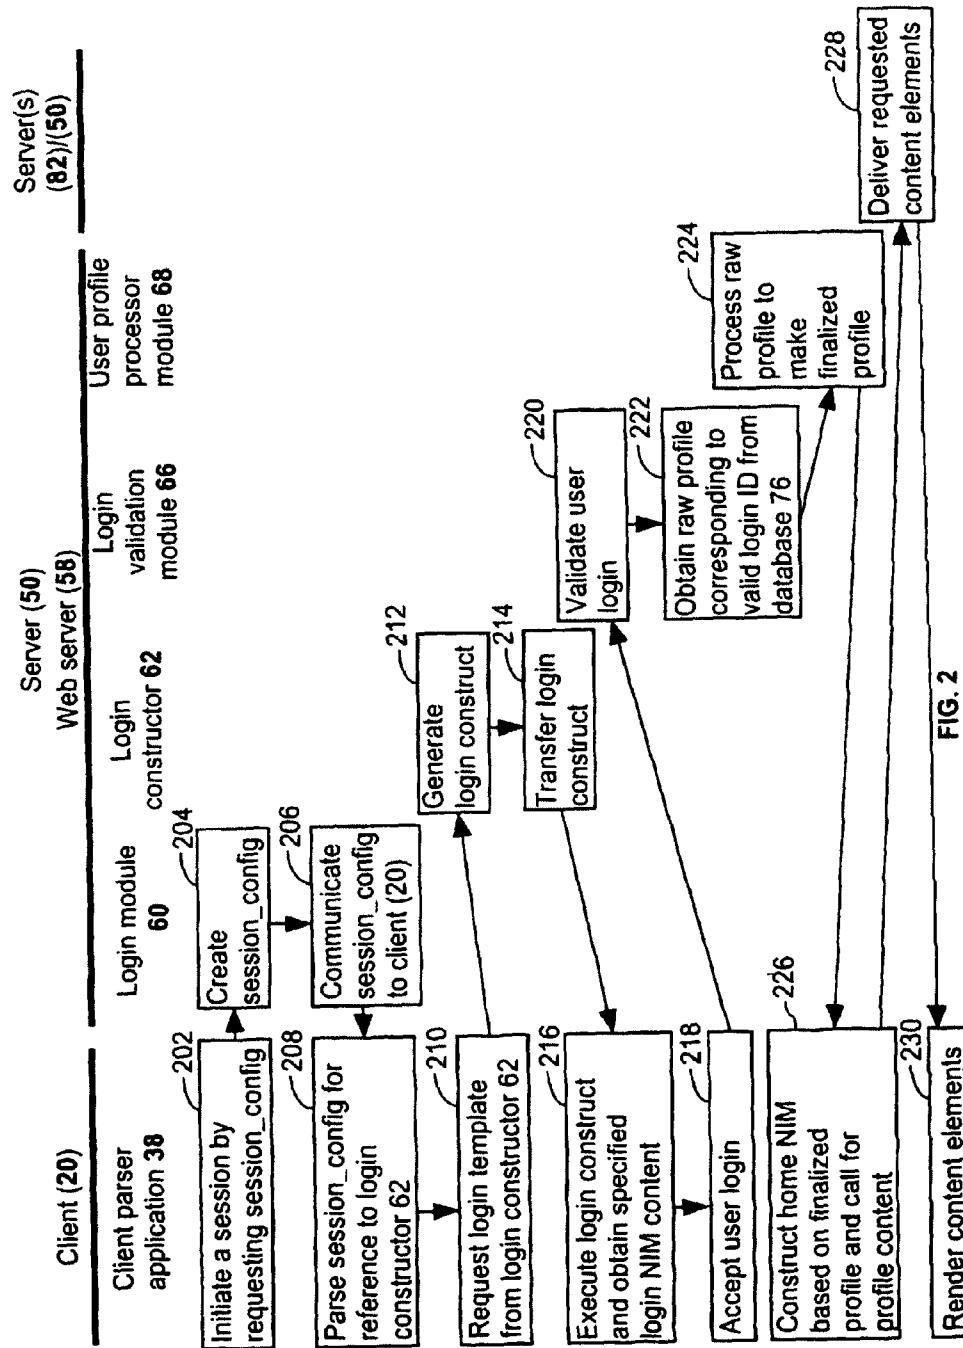 Client (20)
Server (50)
Web server (58)
Server(s)
(82)/(50)
Client parser
application 38
Login module
60
Login
constructor 62
Login
validation
module 66
User profile
processor
module 68
202
Initiate a session by
requesting session_config
204
Create
session_config
206
Communicate
session_config
to client (20)
208
Parse session_config for
reference to login
constructor 62
210
Request login template
from login constructor 62
212
Generate
login construct
214
Transfer login
construct
216
Execute login construct
and obtain specified
login NIM content
218
Accept user login
220
Validate user
login
222
Obtain raw profile
corresponding to
valid login ID from
database 76
224
Process raw
profile to
make
finalized
profile
226
Construct home NIM
based on finalized
profile and call for
profile content
228
Deliver requested
content elements
230
Render content elements
FIG. 2